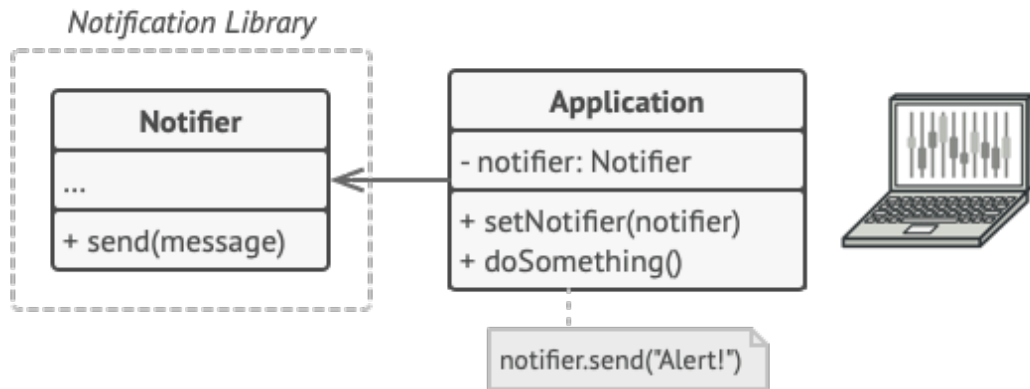 Notification Library
Notifier
...
+ send(message)
Application
- notifier: Notifier
+ setNotifier(notifier)
+ doSomething()
notifier.send("Alert!")